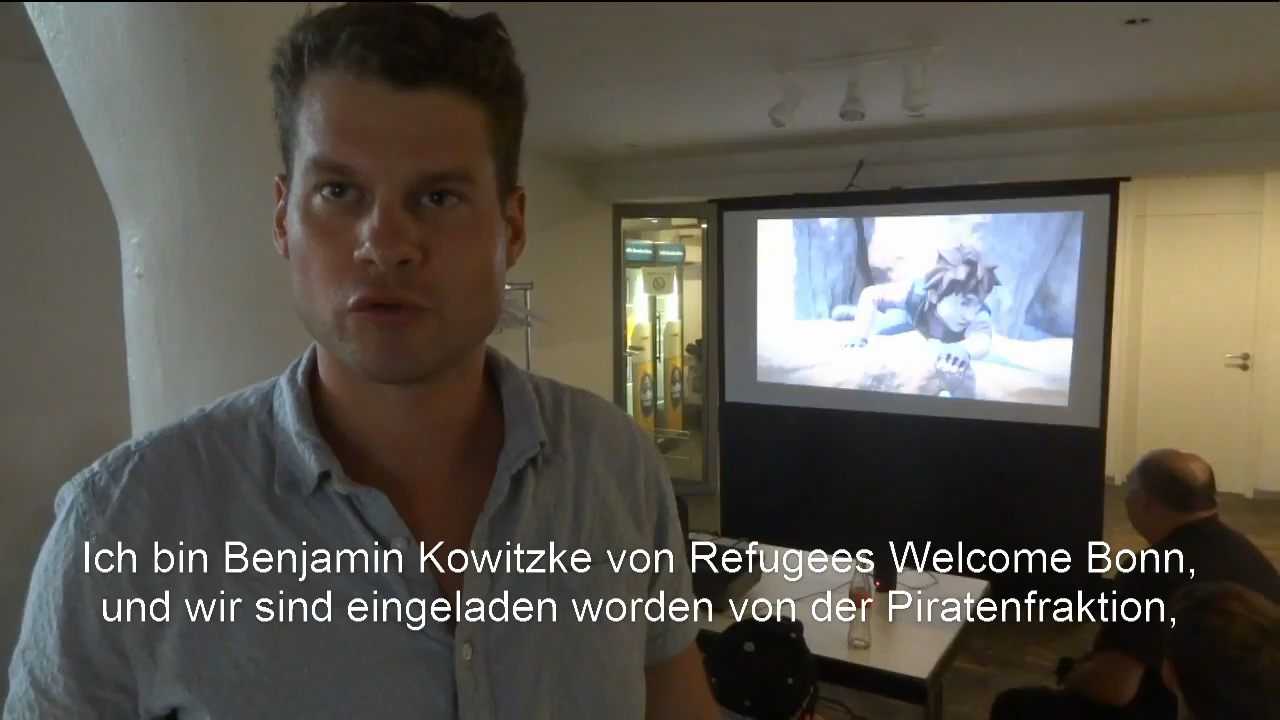 Ich bin Benjamin Kowitzke von Refugees Welcome Bonn,
und wir sind eingeladen worden von der Piratenfraktion,